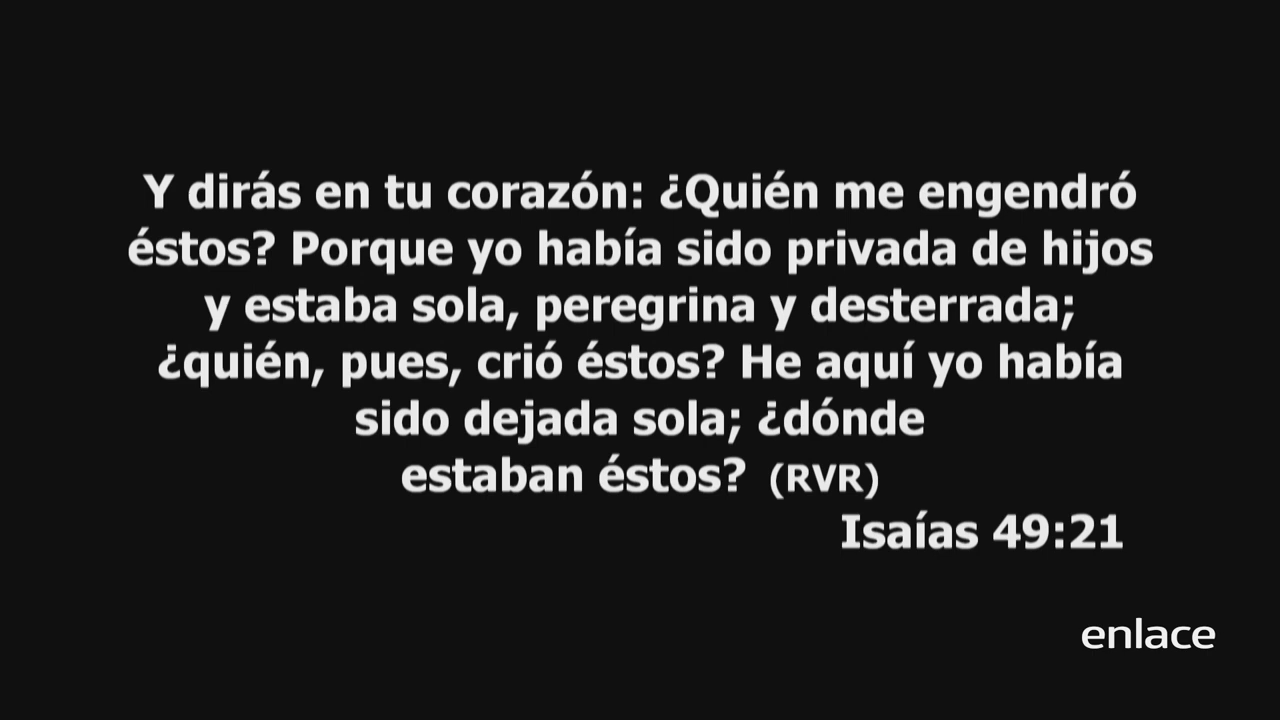 Y dirás en tu corazón: ¿Quién me engendró
éstos? Porque yo había sido privada de hijos
y estaba sola, peregrina y desterrada;
¿quién, pues, crió éstos? He aquí yo había
sido dejada sola; ¿dónde
estaban éstos? (RVR)
Isaías 49:21
enlace